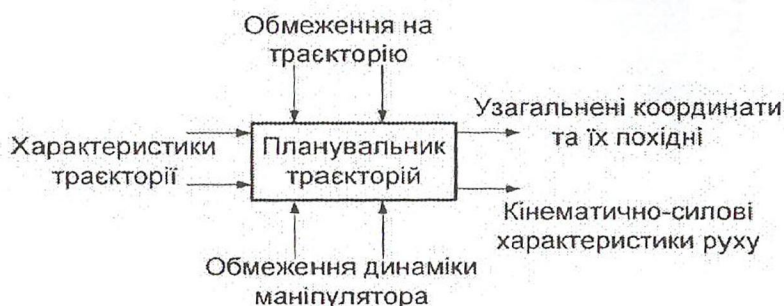 Обмеження на
траєкторію
Характеристики
траєкторії
Планувальник
траєкторій
Узагальнені координати
та їх похідні
Кінематично-силові
характеристики руху
Обмеження динаміки
маніпулятора